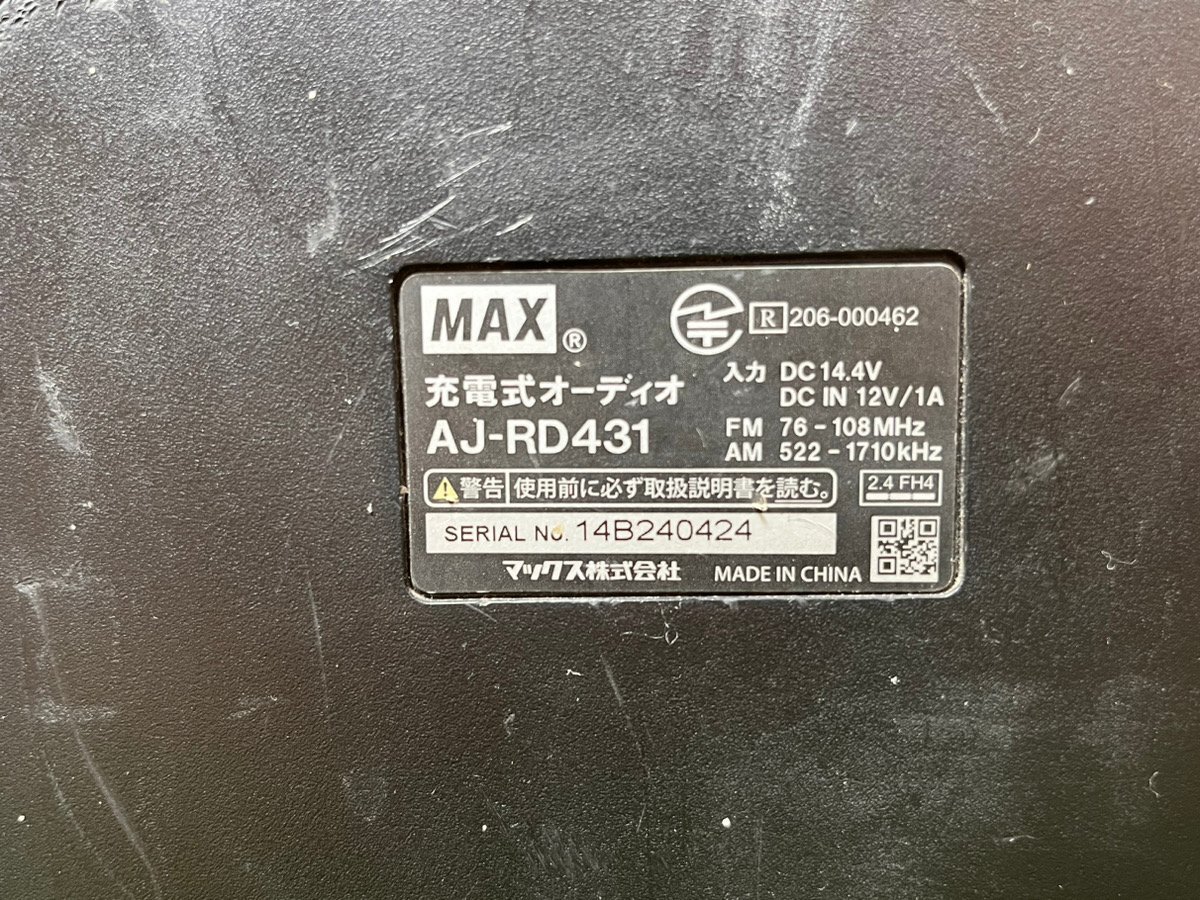 MAX®
R 206-000462
充電式オーディオ
AJ-RD431
入力 DC 14.4V
DC IN 12V/1A
FM 76-108MHz
AM 522-1710kHz
警告 使用前に必ず取扱説明書を読む。
2.4 FH4
SERIAL No. 14B240424
マックス株式会社 MADE IN CHINA